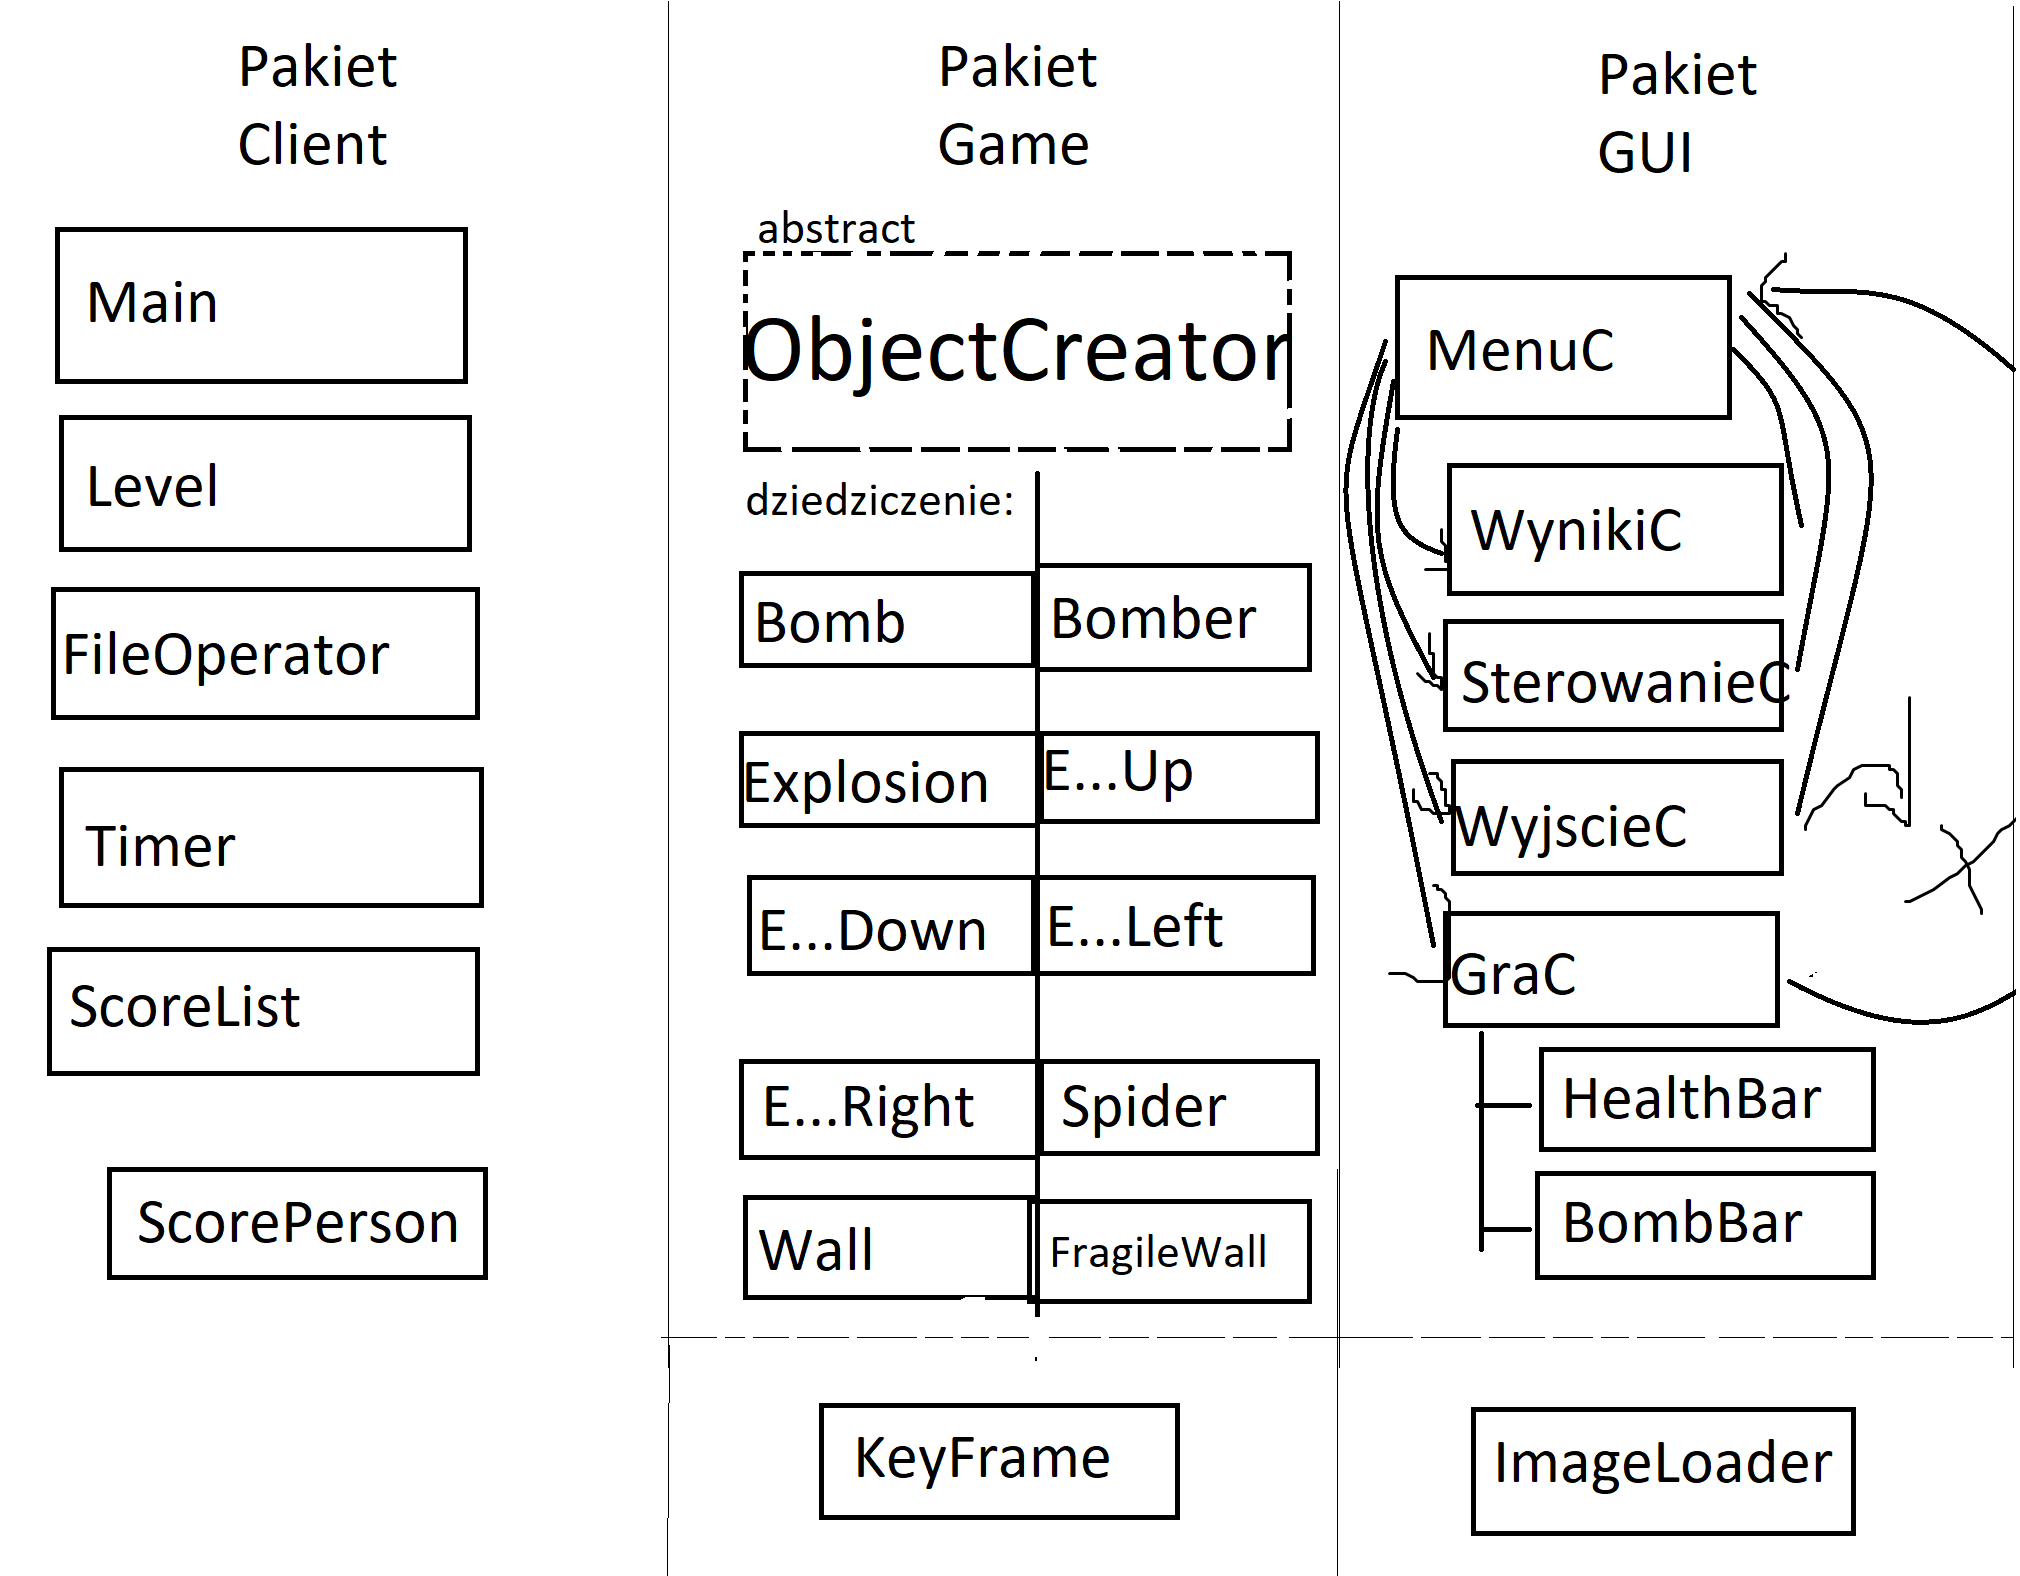 Pakiet
Client
Main
Level
FileOperator
Timer
ScoreList
ScorePerson
Pakiet
Game
abstract
ObjectCreator
dziedziczenie:
Bomb
Bomber
Explosion
E...Up
E...Down
E...Left
E...Right
Spider
Wall
FragileWall
KeyFrame
Pakiet
GUI
MenuC
WynikiC
SterowanieC
WyjscieC
GraC
HealthBar
BombBar
ImageLoader